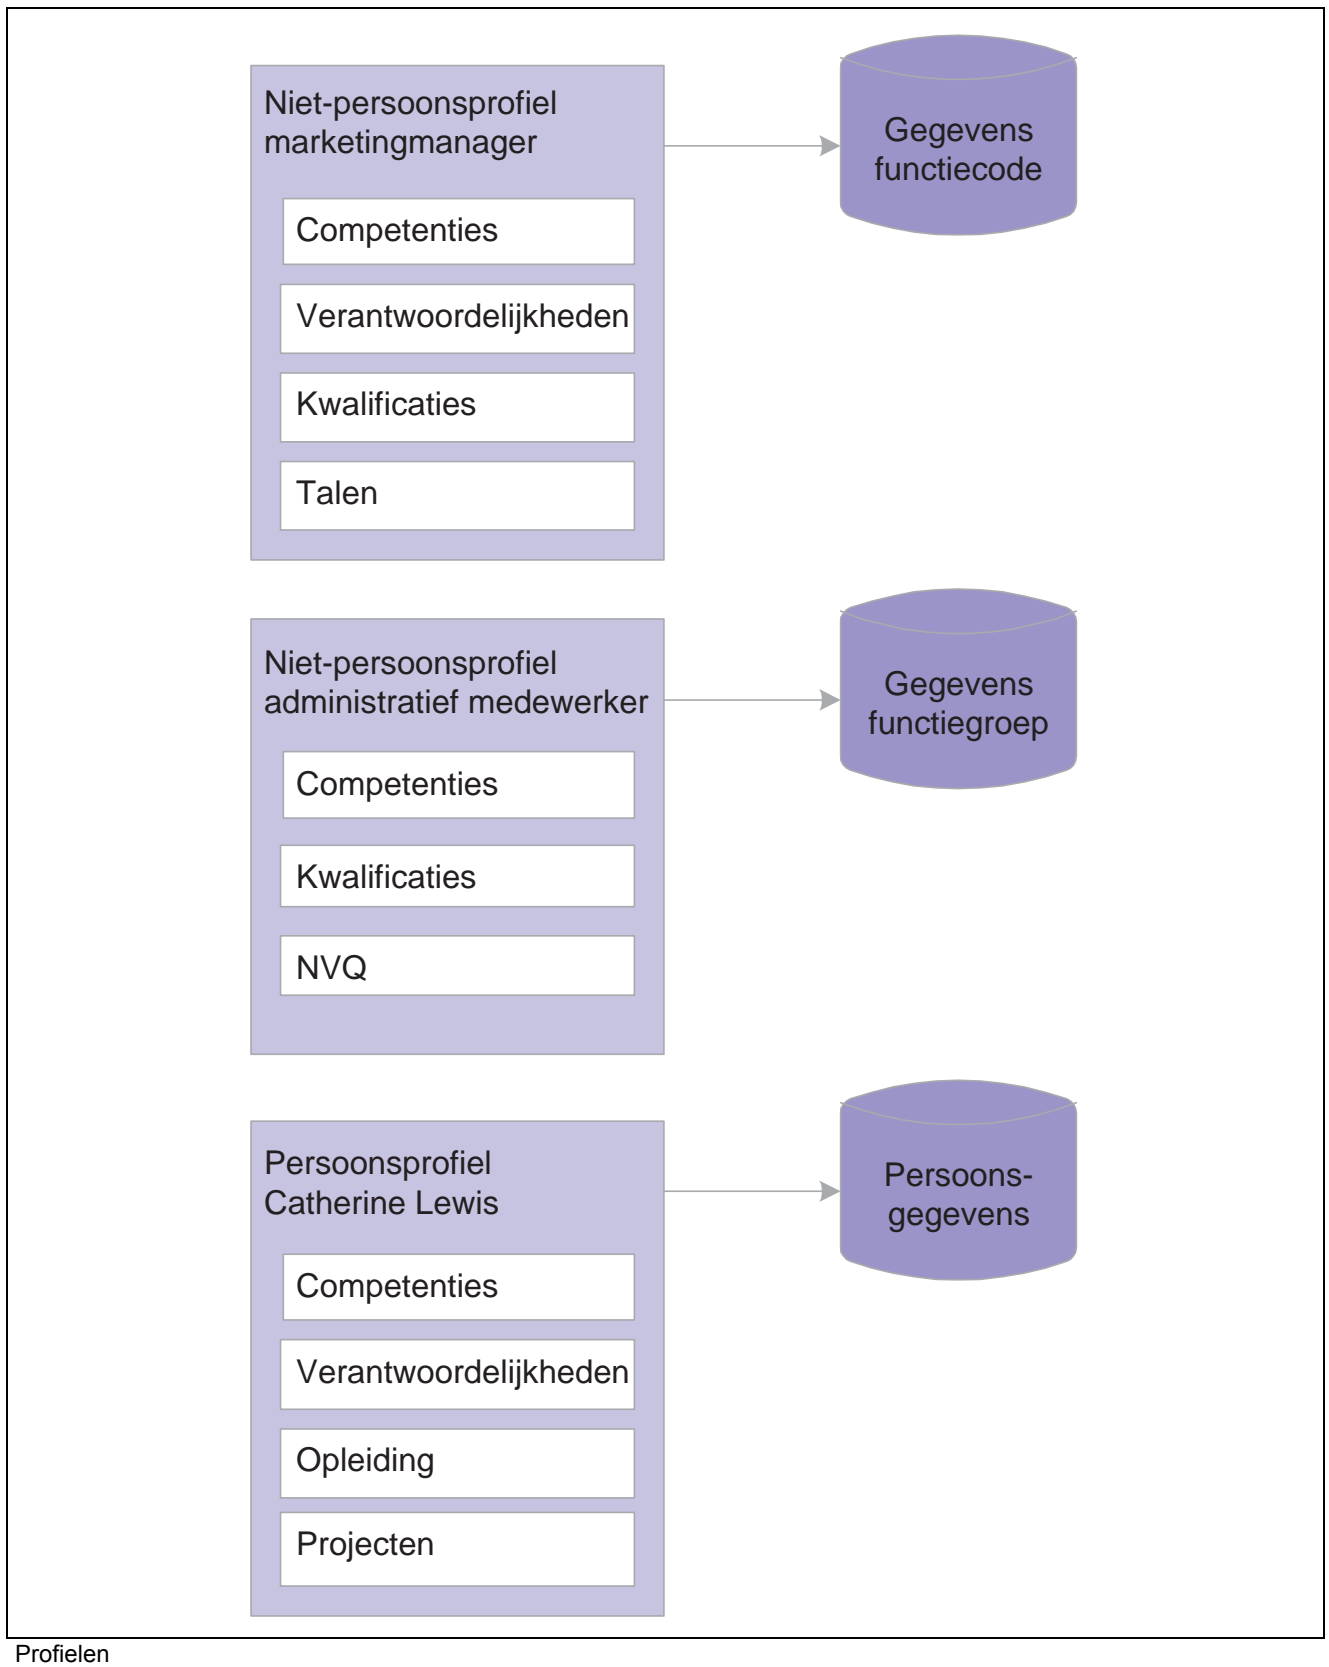 Niet-persoonsprofiel
marketingmanager
Competenties
Verantwoordelijkheden
Kwalificaties
Talen
Gegevens
functiecode
Niet-persoonsprofiel
administratief medewerker
Competenties
Kwalificaties
NVQ
Gegevens
functiegroep
Persoonsprofiel
Catherine Lewis
Competenties
Verantwoordelijkheden
Opleiding
Projecten
Persoons-
gegevens
Profielen